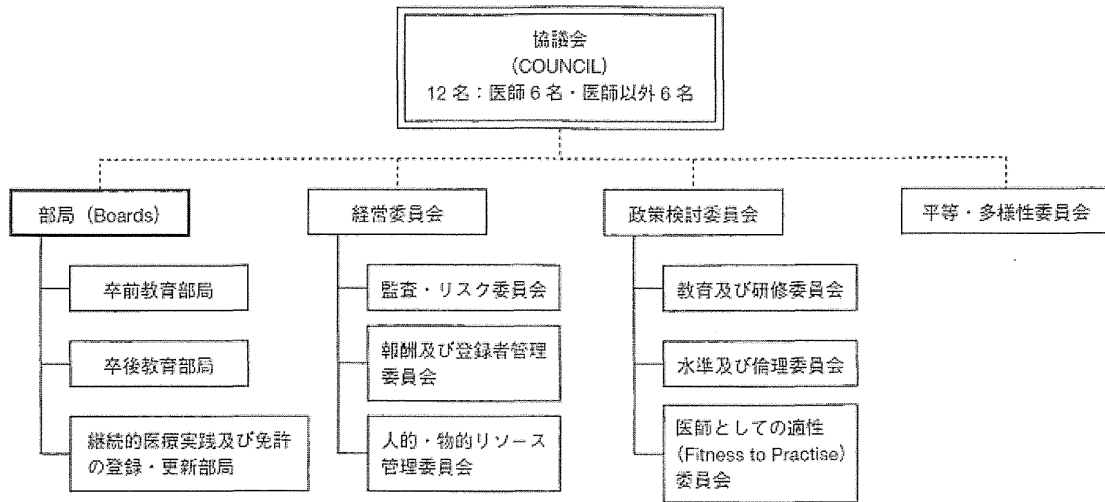 協議会
(COUNCIL)
12名：医師6名・医師以外6名
部局（Boards）
経営委員会
政策検討委員会
平等・多様性委員会
卒前教育部局
監査・リスク委員会
教育及び研修委員会
卒後教育部局
報酬及び登録者管理
委員会
水準及び倫理委員会
継続的医療実践及び免許
の登録・更新部局
人的・物的リソース
管理委員会
医師としての適性
(Fitness to Practise)
委員会